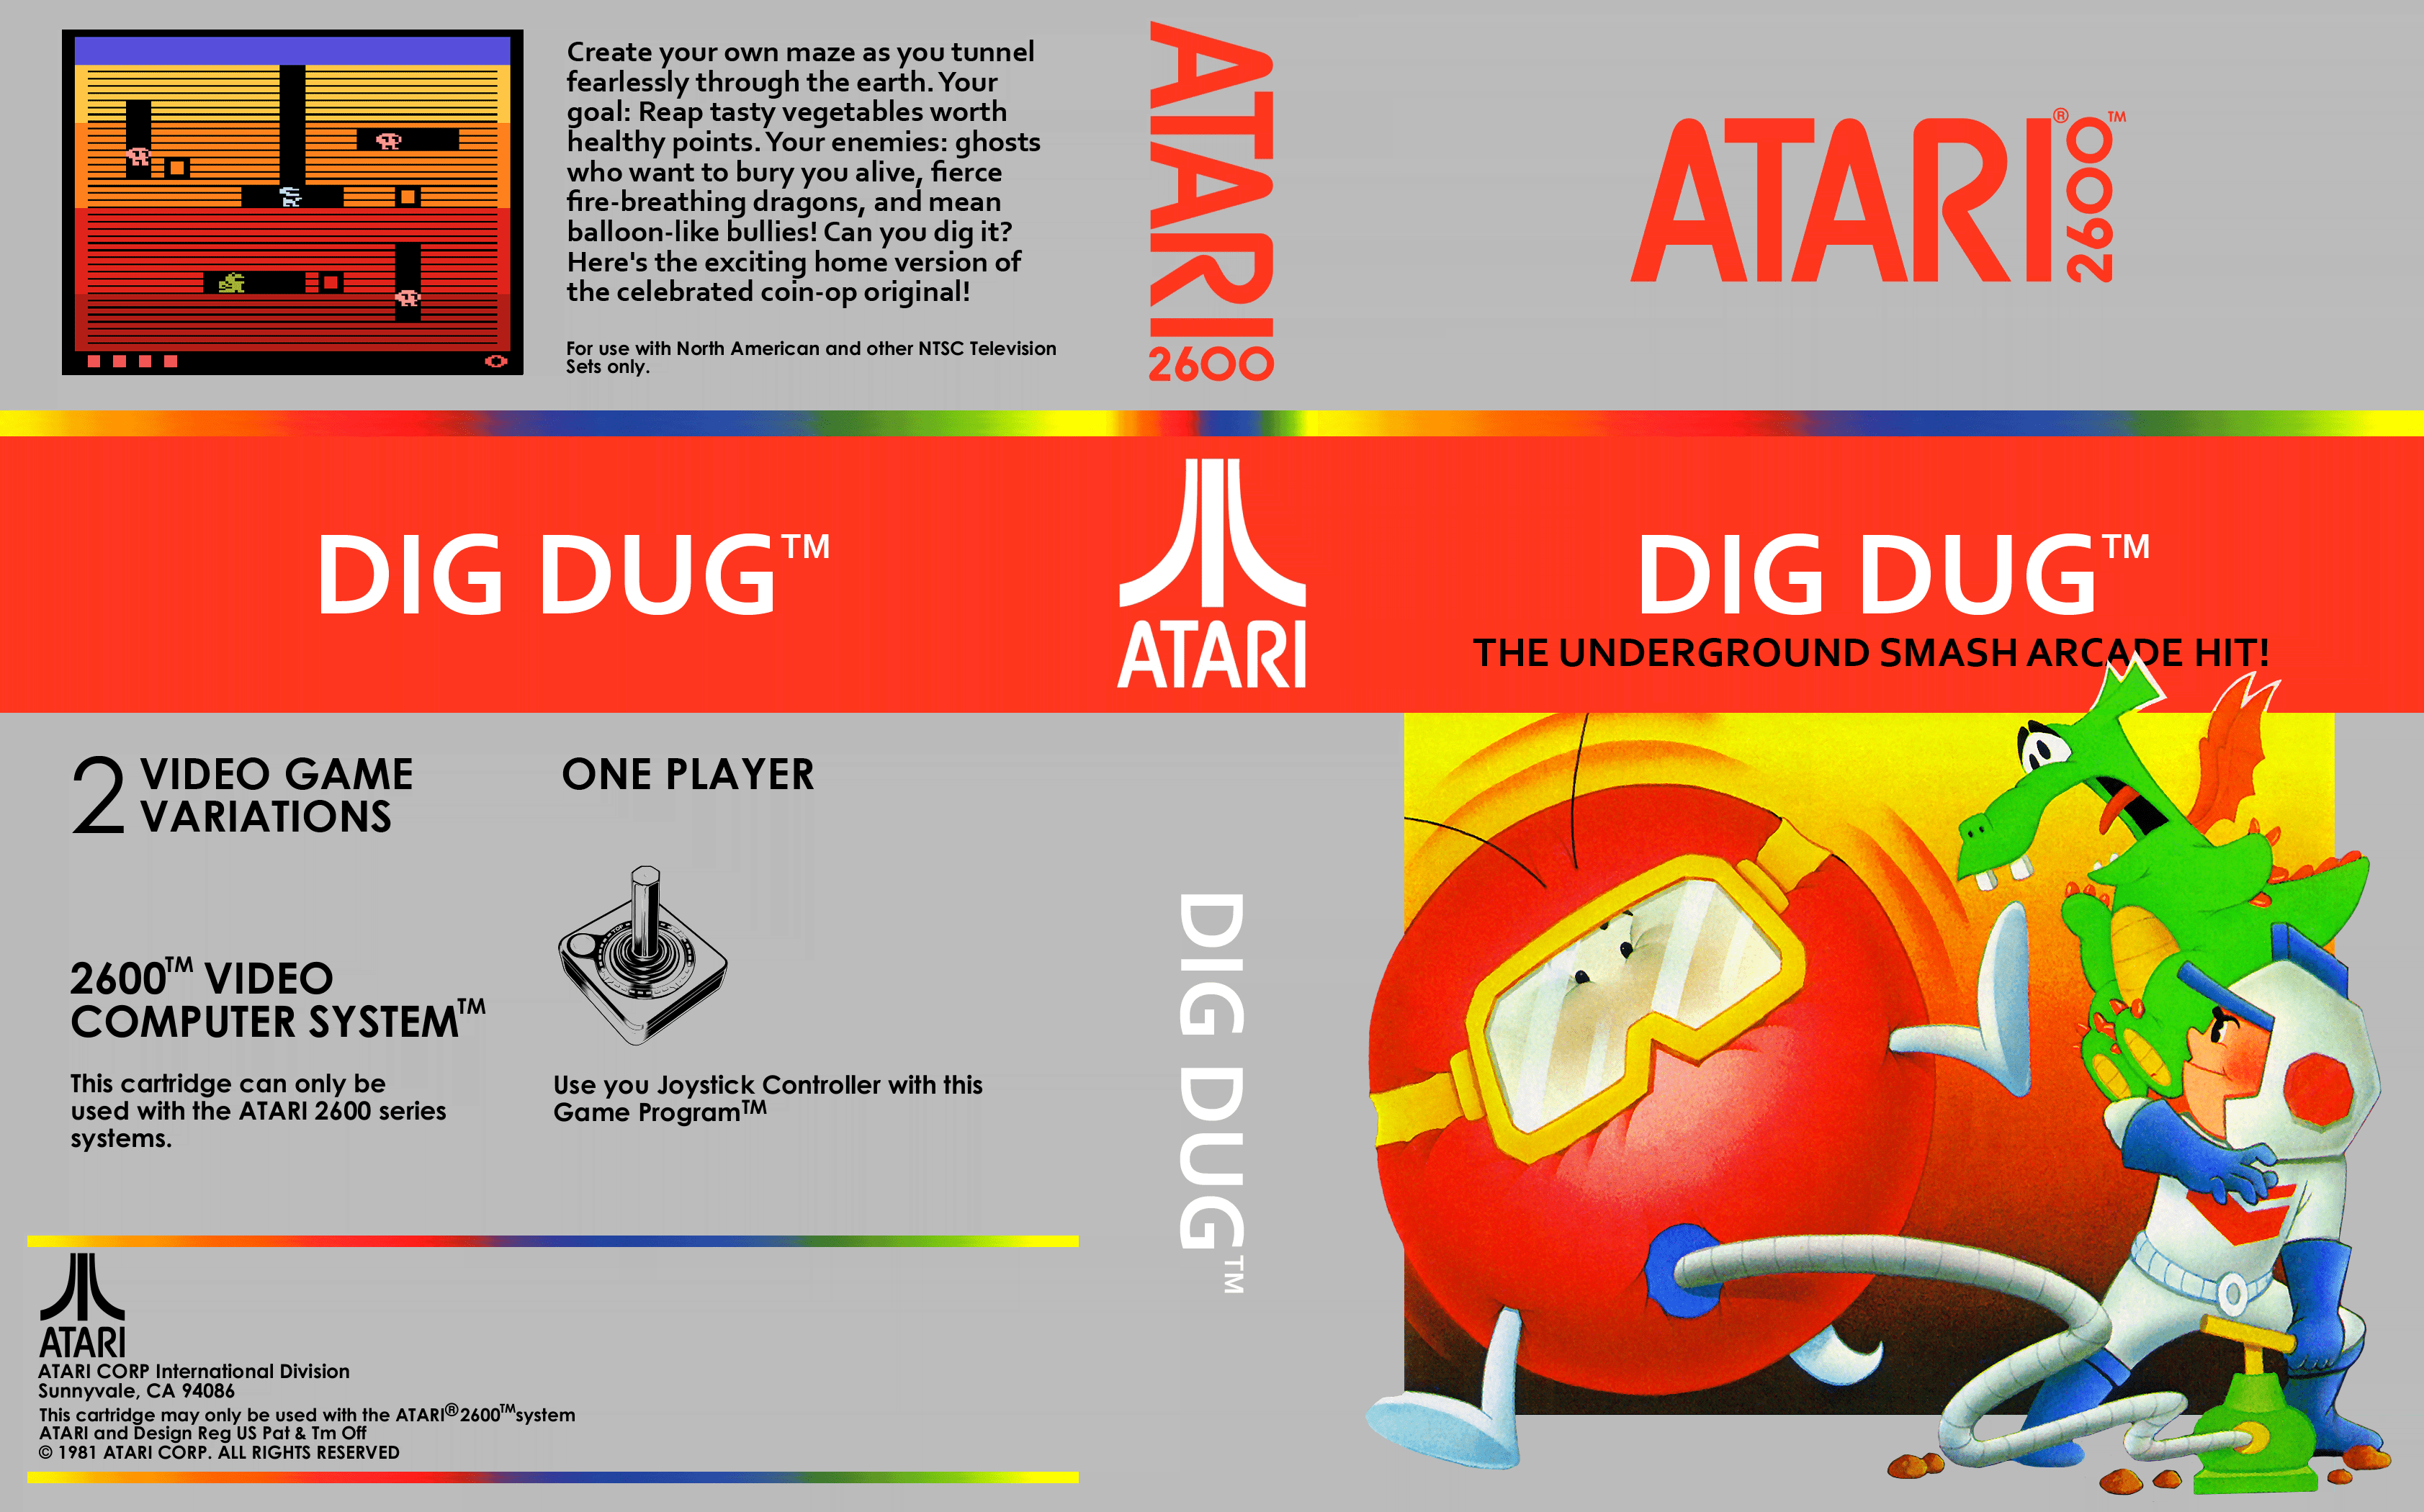 Create your own maze as you tunnel
fearlessly through the earth. Your
goal: Reap tasty vegetables worth
healthy points. Your enemies: ghosts
who want to bury you alive, fierce
fire-breathing dragons, and mean
balloon-like bullies! Can you dig it?
Here's the exciting home version of
the celebrated coin-op original!
For use with North American and other NTSC Television
Sets only.
DIG DUG™
2 VIDEO GAME
VARIATIONS
ONE PLAYER
2600™ VIDEO
COMPUTER SYSTEM™
This cartridge can only be
used with the ATARI 2600 series
systems.
Use you Joystick Controller with this
Game Program™
ATARI
ATARI CORP International Division
Sunnyvale, CA 94086
This cartridge may only be used with the ATARI®2600™system
ATARI and Design Reg US Pat & Tm Off
© 1981 ATARI CORP. ALL RIGHTS RESERVED
ATARI 2600
ATARI
DIG DUG™
ATARI® 2600™
DIG DUG™
THE UNDERGROUND SMASH ARCADE HIT!